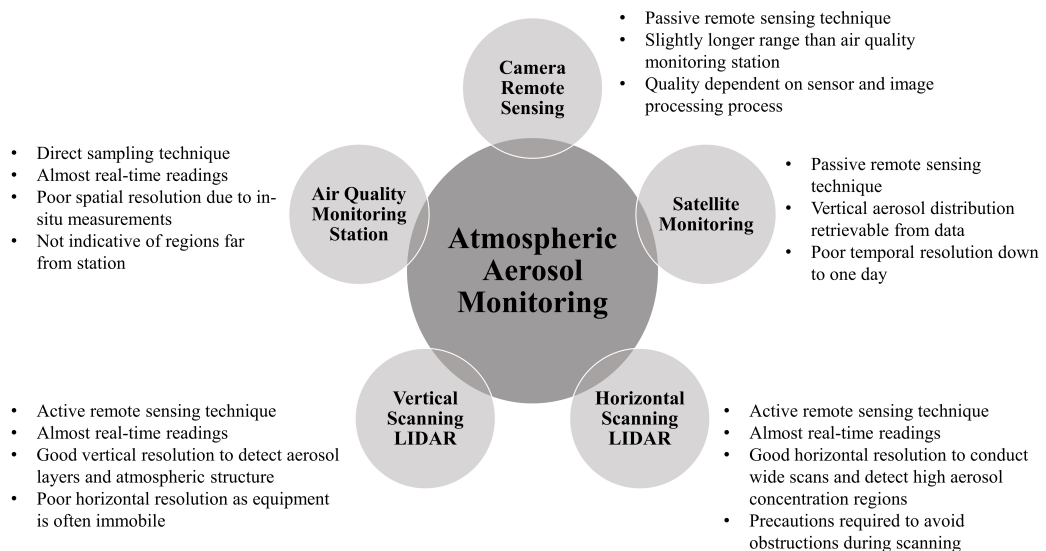 Camera
Remote
Sensing
• Passive remote sensing technique
• Slightly longer range than air quality
monitoring station
• Quality dependent on sensor and image
processing process
• Direct sampling technique
• Almost real-time readings
• Poor spatial resolution due to in-
situ measurements
• Not indicative of regions far
from station
Air Quality
Monitoring
Station
Atmospheric
Aerosol
Monitoring
Satellite
Monitoring
• Passive remote sensing
technique
• Vertical aerosol distribution
retrievable from data
• Poor temporal resolution down
to one day
• Active remote sensing technique
• Almost real-time readings
• Good vertical resolution to detect aerosol
layers and atmospheric structure
• Poor horizontal resolution as equipment
is often immobile
Vertical
Scanning
LIDAR
Horizontal
Scanning
LIDAR
• Active remote sensing technique
• Almost real-time readings
• Good horizontal resolution to conduct
wide scans and detect high aerosol
concentration regions
• Precautions required to avoid
obstructions during scanning